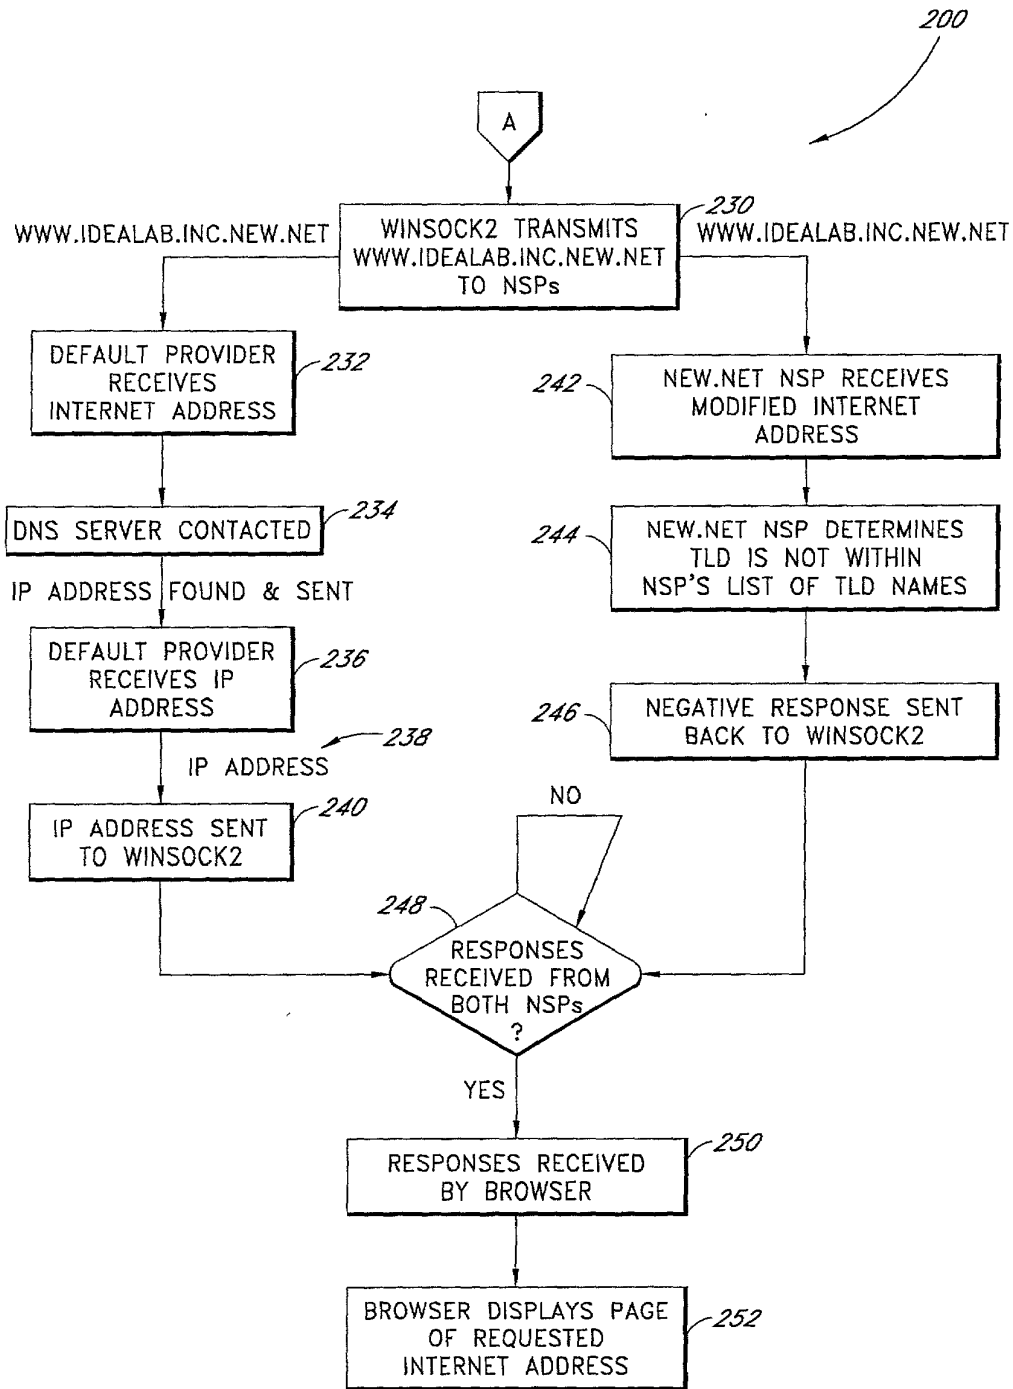 200
A
230
WWW.IDEALAB.INC.NEW.NET
WINSOCK2 TRANSMITS
WWW.IDEALAB.INC.NEW.NET
TO NSPs
WWW.IDEALAB.INC.NEW.NET
DEFAULT PROVIDER
RECEIVES
INTERNET ADDRESS
232
DNS SERVER CONTACTED
234
IP ADDRESS FOUND & SENT
DEFAULT PROVIDER
RECEIVES IP
ADDRESS
236
238
IP ADDRESS
IP ADDRESS SENT
TO WINSOCK2
240
242
NEW.NET NSP RECEIVES
MODIFIED INTERNET
ADDRESS
244
NEW.NET NSP DETERMINES
TLD IS NOT WITHIN
NSP'S LIST OF TLD NAMES
246
NEGATIVE RESPONSE SENT
BACK TO WINSOCK2
NO
248
RESPONSES
RECEIVED FROM
BOTH NSPs
?
YES
RESPONSES RECEIVED
BY BROWSER
250
BROWSER DISPLAYS PAGE
OF REQUESTED
INTERNET ADDRESS
252